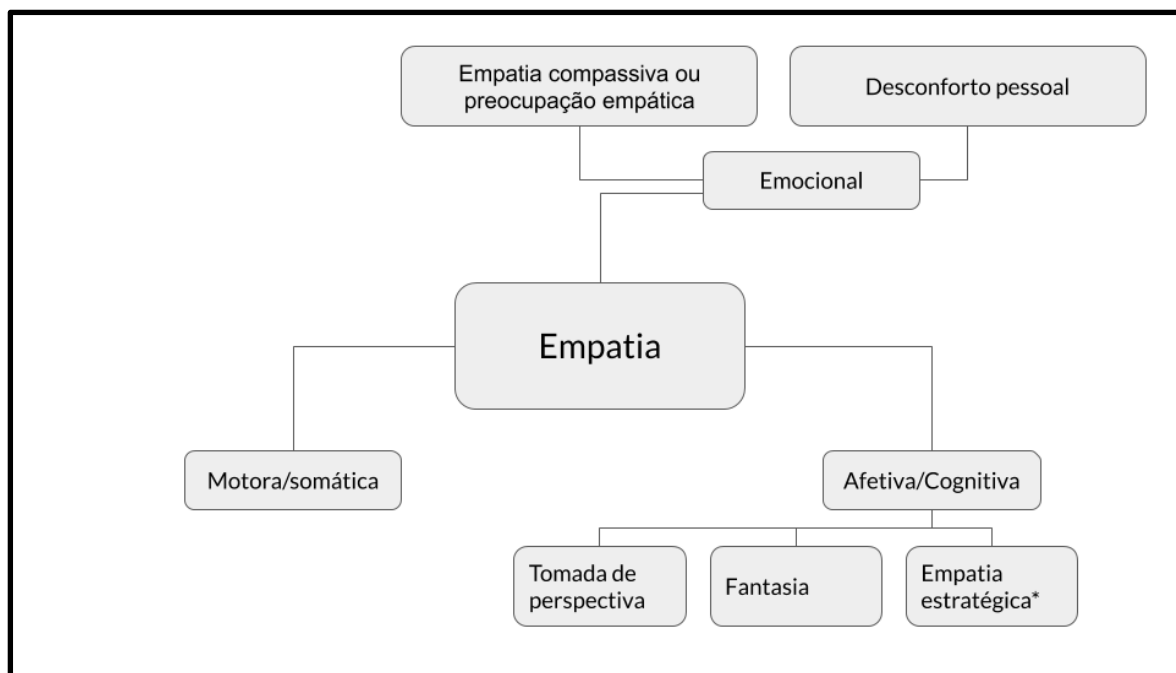 Empatia compassiva ou
preocupação empática
Desconforto pessoal
Emocional
Empatia
Motora/somática
Afetiva/Cognitiva
Tomada de
perspectiva
Fantasia
Empatia
estratégica*